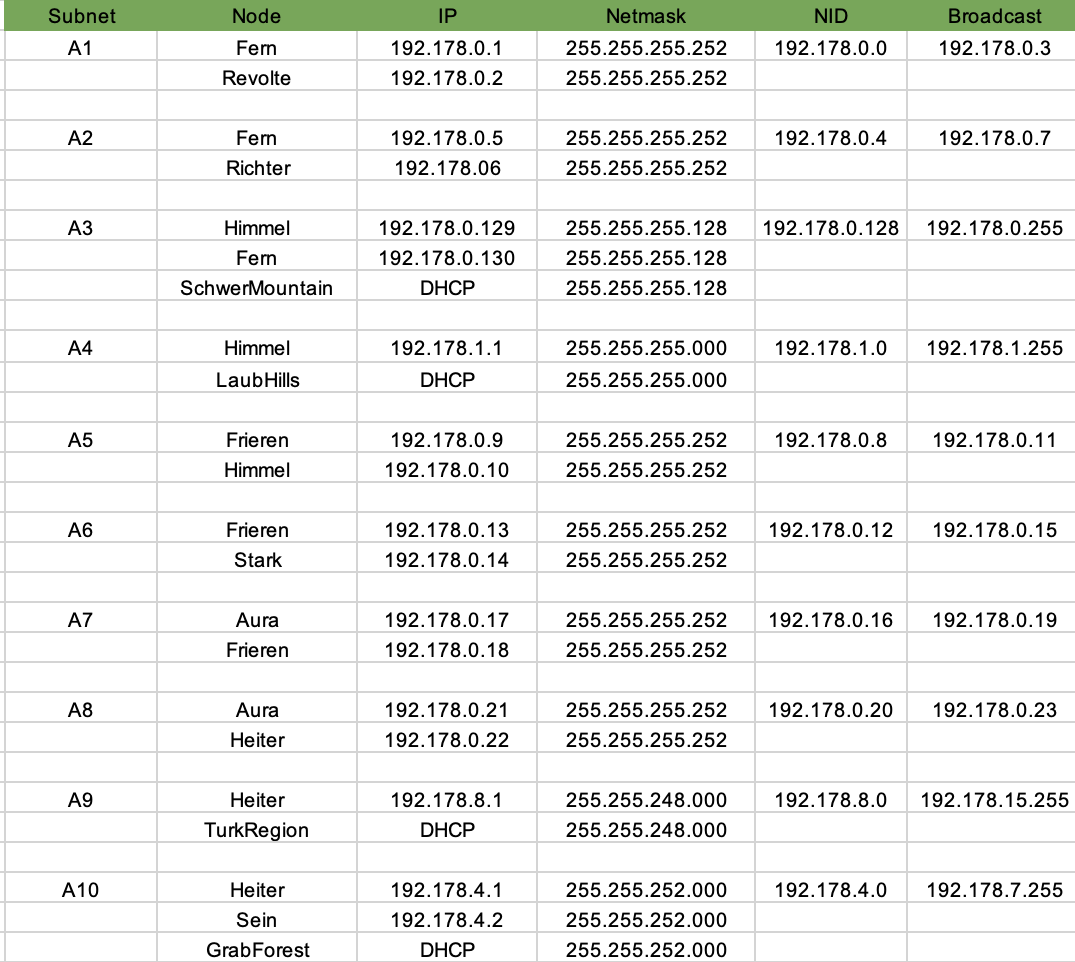 Subnet Node IP Netmask NID Broadcast
A1 Fern 192.178.0.1 255.255.255.252 192.178.0.0 192.178.0.3
Revolte 192.178.0.2 255.255.255.252
A2 Fern 192.178.0.5 255.255.255.252 192.178.0.4 192.178.0.7
Richter 192.178.06 255.255.255.252
A3 Himmel 192.178.0.129 255.255.255.128 192.178.0.128 192.178.0.255
Fern 192.178.0.130 255.255.255.128
SchwerMountain DHCP 255.255.255.128
A4 Himmel 192.178.1.1 255.255.255.000 192.178.1.0 192.178.1.255
LaubHills DHCP 255.255.255.000
A5 Frieren 192.178.0.9 255.255.255.252 192.178.0.8 192.178.0.11
Himmel 192.178.0.10 255.255.255.252
A6 Frieren 192.178.0.13 255.255.255.252 192.178.0.12 192.178.0.15
Stark 192.178.0.14 255.255.255.252
A7 Aura 192.178.0.17 255.255.255.252 192.178.0.16 192.178.0.19
Frieren 192.178.0.18 255.255.255.252
A8 Aura 192.178.0.21 255.255.255.252 192.178.0.20 192.178.0.23
Heiter 192.178.0.22 255.255.255.252
A9 Heiter 192.178.8.1 255.255.248.000 192.178.8.0 192.178.15.255
TurkRegion DHCP 255.255.248.000
A10 Heiter 192.178.4.1 255.255.252.000 192.178.4.0 192.178.7.255
Sein 192.178.4.2 255.255.252.000
GrabForest DHCP 255.255.252.000